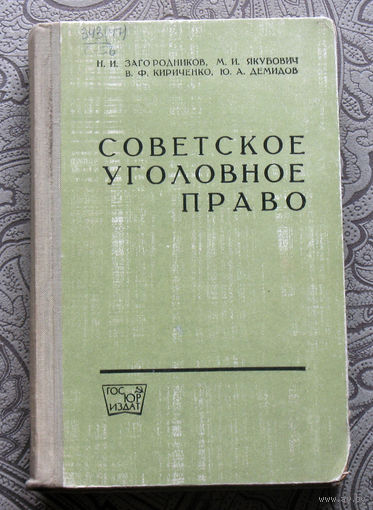 Н. И. ЗАГОРОДНИКОВ, М. И. ЯКУБОВИЧ
В. Ф. КИРИЧЕНКО, Ю. А. ДЕМИДОВ
СОВЕТСКОЕ
УГОЛОВНОЕ
ПРАВО
ГОС
ЮР
ИЗДАТ